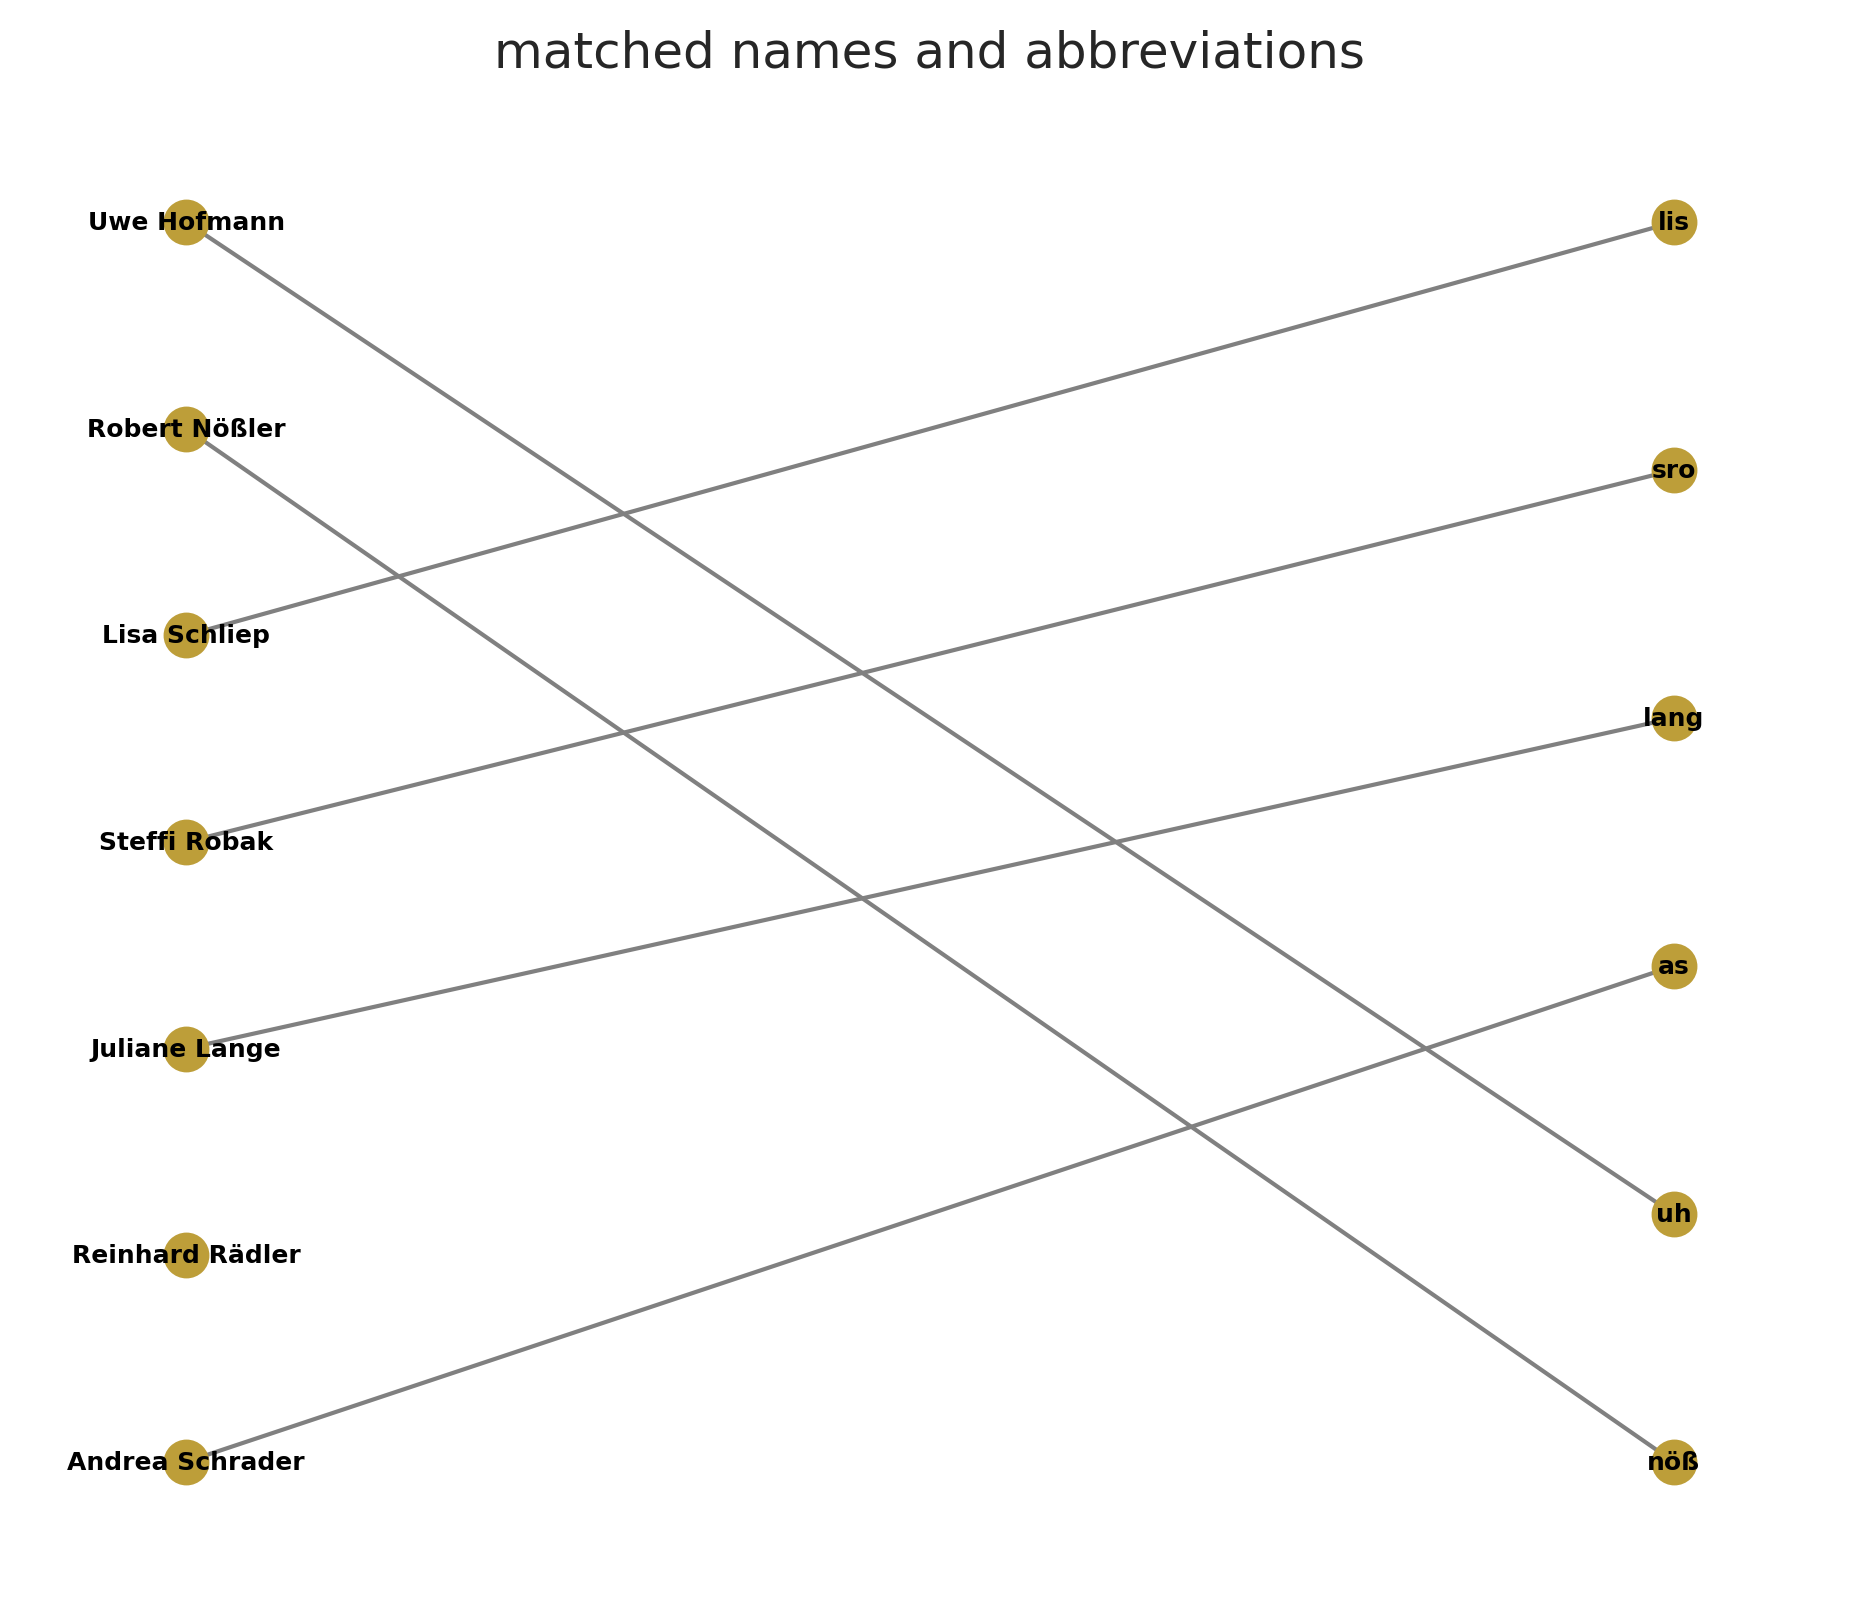 matched names and abbreviations
Uwe Hofmann
lis
Robert Nößler
sro
Lisa Schliep
lang
Steffi Robak
as
Juliane Lange
uh
Reinhard Rädler
Andrea Schrader
nöß